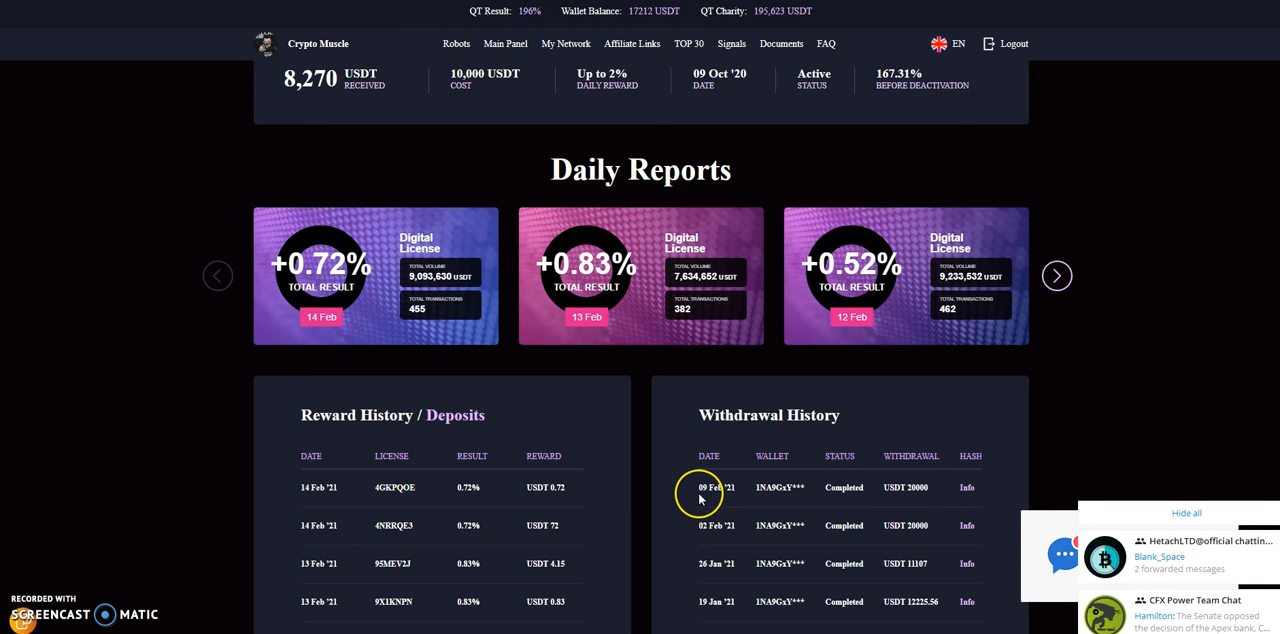 QT Result: 196% Wallet Balance: 17212 USDT QT Charity: 195,623 USDT
Crypto Muscle Robots Main Panel My Network Affiliate Links TOP 30 Signals Documents FAQ EN Logout
8,270 USDT RECEIVED
10,000 USDT COST
Up to 2% DAILY REWARD
09 Oct '20 DATE
Active STATUS
167.31% BEFORE DEACTIVATION
Daily Reports
+0.72%
TOTAL RESULT
14 Feb
Digital
License
TOTAL VOLUME
9,093,630 USDT
TOTAL TRANSACTIONS
455
+0.83%
TOTAL RESULT
13 Feb
Digital
License
TOTAL VOLUME
7,634,652 USDT
TOTAL TRANSACTIONS
382
+0.52%
TOTAL RESULT
12 Feb
Digital
License
TOTAL VOLUME
9,233,532 USDT
TOTAL TRANSACTIONS
462
Reward History / Deposits
DATE LICENSE RESULT REWARD
14 Feb '21 4GKPQOE 0.72% USDT 0.72
14 Feb '21 4NRRQE3 0.72% USDT 72
13 Feb '21 95MEV2J 0.83% USDT 4.15
13 Feb '21 9X1KNPN 0.83% USDT 0.83
Withdrawal History
DATE WALLET STATUS WITHDRAWAL HASH
09 Feb '21 1NA9GxY*** Completed USDT 20000 Info
02 Feb '21 1NA9GxY*** Completed USDT 20000 Info
26 Jan '21 1NA9GxY*** Completed USDT 11107 Info
19 Jan '21 1NA9GxY*** Completed USDT 12225.56 Info
Hide all
HetachLTD@official chattin...
Blank_Space
2 forwarded messages
CFX Power Team Chat
Hamilton: The Senate opposed
the decision of the Apex bank, C...
RECORDED WITH
SCREENCAST MATIC